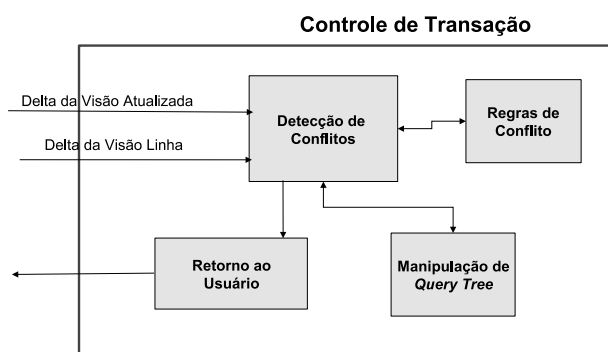 Controle de Transação
Delta da Visão Atualizada
Delta da Visão Linha
Detecção de
Conflitos
Regras de
Conflito
Retorno ao
Usuário
Manipulação de
Query Tree